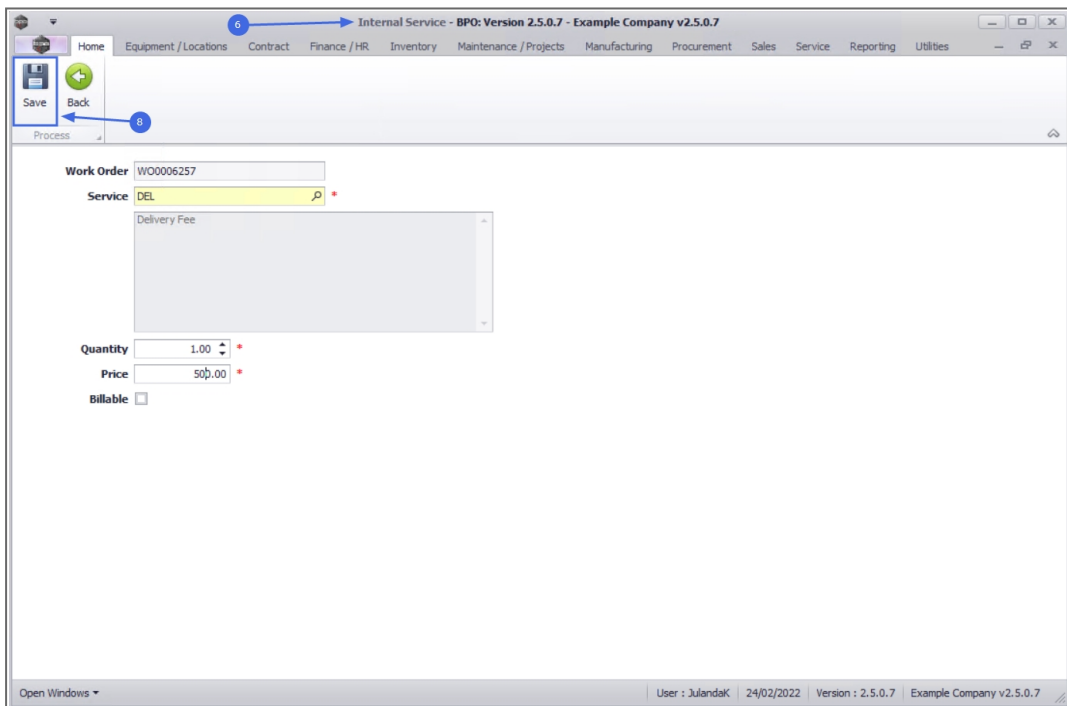 6
Internal Service - BPO: Version 2.5.0.7 - Example Company v2.5.0.7
Home Equipment / Locations Contract Finance / HR Inventory Maintenance / Projects Manufacturing Procurement Sales Service Reporting Utilities
Save Back
8
Process
Work Order WO0006257
Service DEL *
Delivery Fee
Quantity 1.00 *
Price 500.00 *
Billable
Open Windows User : JulandaK 24/02/2022 Version : 2.5.0.7 Example Company v2.5.0.7